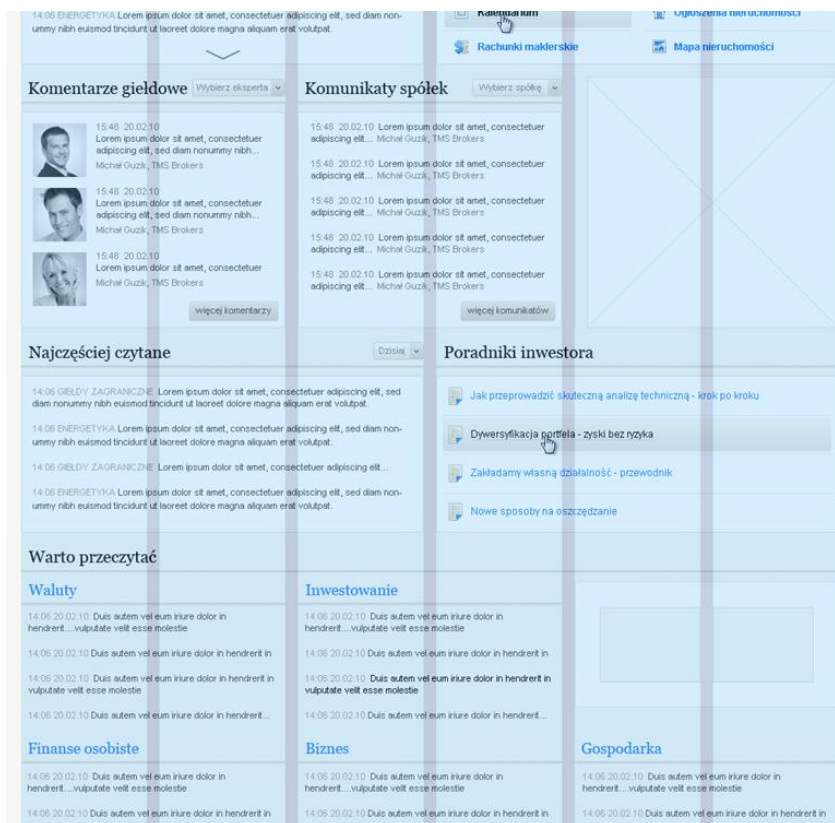 14:06 ENERGETYKA Lorem ipsum dolor sit amet, consectetuer adipiscing elit, sed diam non-
ummy nibh euismod tincidunt ut laoreet dolore magna aliquam erat volutpat.
Kalendarium
Ogłoszenia nieruchomości
Rachunki maklerskie
Mapa nieruchomości
Komentarze giełdowe
Wybierz eksperta
15:48 20.02.10
Lorem ipsum dolor sit amet, consectetuer
adipiscing elit, sed diam nonummy nibh...
Michał Guzik, TMS Brokers
15:48 20.02.10
Lorem ipsum dolor sit amet, consectetuer
adipiscing elit, sed diam nonummy nibh...
Michał Guzik, TMS Brokers
15:48 20.02.10
Lorem ipsum dolor sit amet, consectetuer
Michał Guzik, TMS Brokers
więcej komentarzy
Komunikaty spółek
Wybierz spółkę
15:48 20.02.10 Lorem ipsum dolor sit amet, consectetuer
adipiscing elit... Michał Guzik, TMS Brokers
15:48 20.02.10 Lorem ipsum dolor sit amet, consectetuer
adipiscing elit... Michał Guzik, TMS Brokers
15:48 20.02.10 Lorem ipsum dolor sit amet, consectetuer
adipiscing elit... Michał Guzik, TMS Brokers
15:48 20.02.10 Lorem ipsum dolor sit amet, consectetuer
adipiscing elit... Michał Guzik, TMS Brokers
15:48 20.02.10 Lorem ipsum dolor sit amet, consectetuer
adipiscing elit... Michał Guzik, TMS Brokers
więcej komunikatów
Najczęściej czytane
Dzisiaj
14:06 GIEŁDY ZAGRANICZNE Lorem ipsum dolor sit amet, consectetuer adipiscing elit, sed
diam nonummy nibh euismod tincidunt ut laoreet dolore magna aliquam erat volutpat.
14:06 ENERGETYKA Lorem ipsum dolor sit amet, consectetuer adipiscing elit, sed diam non-
ummy nibh euismod tincidunt ut laoreet dolore magna aliquam erat volutpat.
14:06 GIEŁDY ZAGRANICZNE Lorem ipsum dolor sit amet, consectetuer adipiscing elit...
14:06 ENERGETYKA Lorem ipsum dolor sit amet, consectetuer adipiscing elit, sed diam non-
ummy nibh euismod tincidunt ut laoreet dolore magna aliquam erat volutpat.
Poradniki inwestora
Jak przeprowadzić skuteczną analizę techniczną - krok po kroku
Dywersyfikacja portfela - zyski bez ryzyka
Zakładamy własną działalność - przewodnik
Nowe sposoby na oszczędzanie
Warto przeczytać
Waluty
14:06 20.02.10 Duis autem vel eum iriure dolor in
hendrerit....vulputate velit esse molestie
14:06 20.02.10 Duis autem vel eum iriure dolor in hendrerit in
14:06 20.02.10 Duis autem vel eum iriure dolor in hendrerit in
vulputate velit esse molestie
14:06 20.02.10 Duis autem vel eum iriure dolor in hendrerit...
Inwestowanie
14:06 20.02.10 Duis autem vel eum iriure dolor in
hendrerit....vulputate velit esse molestie
14:06 20.02.10 Duis autem vel eum iriure dolor in hendrerit in
14:06 20.02.10 Duis autem vel eum iriure dolor in hendrerit in
vulputate velit esse molestie
14:06 20.02.10 Duis autem vel eum iriure dolor in hendrerit...
Finanse osobiste
14:06 20.02.10 Duis autem vel eum iriure dolor in
hendrerit....vulputate velit esse molestie
14:06 20.02.10 Duis autem vel eum iriure dolor in hendrerit in
Biznes
14:06 20.02.10 Duis autem vel eum iriure dolor in
hendrerit....vulputate velit esse molestie
14:06 20.02.10 Duis autem vel eum iriure dolor in hendrerit in
Gospodarka
14:06 20.02.10 Duis autem vel eum iriure dolor in
hendrerit....vulputate velit esse molestie
14:06 20.02.10 Duis autem vel eum iriure dolor in hendrerit in